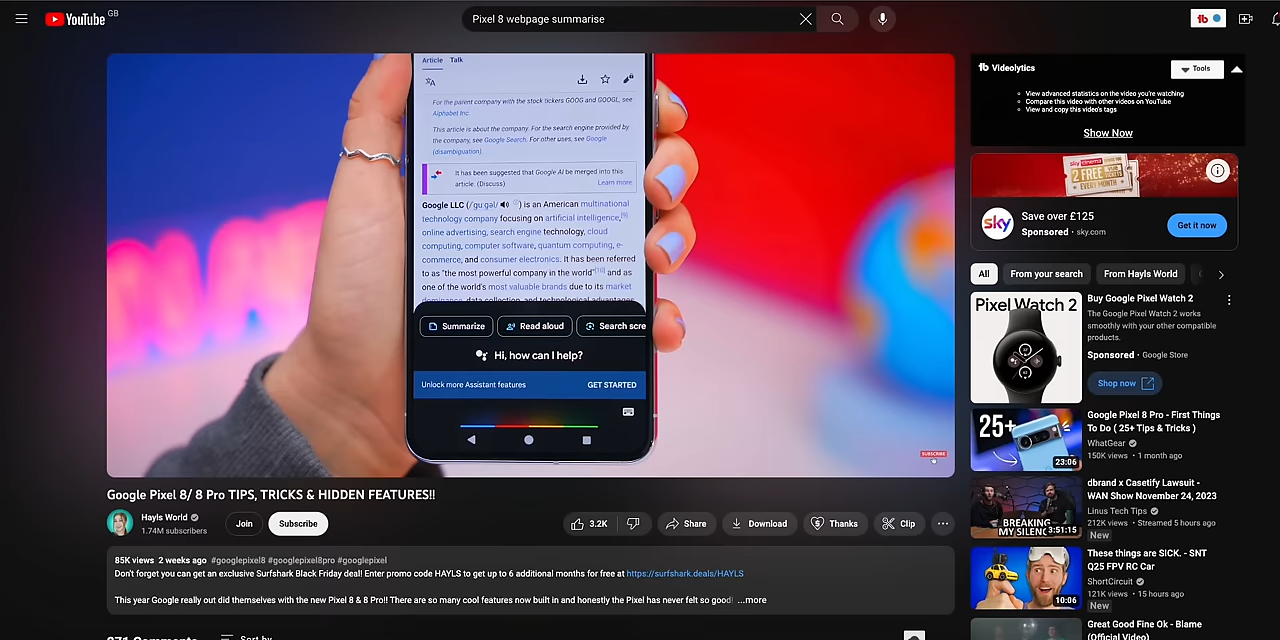 YouTube GB
Pixel 8 webpage summarise
Article Talk
For the parent company with the stock tickers GOOG and GOOGL, see
Alphabet Inc.
This article is about the company. For the search engine provided by
the company, see Google Search. For other uses, see Google
(disambiguation).
It has been suggested that Google AI be merged into this
article. (Discuss)
Learn more
Google LLC (/ˈɡuːɡəl/ ⓘ) is an American multinational
technology company focusing on artificial intelligence,[9]
online advertising, search engine technology, cloud
computing, computer software, quantum computing, e-
commerce, and consumer electronics. It has been referred
to as "the most powerful company in the world"[10] and as
one of the world's most valuable brands due to its market
dominance, data collection, and technological advantages
Summarize
Read aloud
Search scre
Hi, how can I help?
Unlock more Assistant features GET STARTED
SUBSCRIBE
Google Pixel 8/ 8 Pro TIPS, TRICKS & HIDDEN FEATURES!!
Hayls World
1.74M subscribers
Join
Subscribe
3.2K
Share
Download
Thanks
Clip
85K views 2 weeks ago #googlepixel8 #googlepixel8pro #googlepixel
Don't forget you can get an exclusive Surfshark Black Friday deal! Enter promo code HAYLS to get up to 6 additional months for free at https://surfshark.deals/HAYLS
This year Google really out did themselves with the new Pixel 8 & 8 Pro!! There are so many cool features now built in and honestly the Pixel has never felt so good! ...more
Sort by
tb Videolytics
Tools
View advanced statistics on the video you're watching
Compare this video with other videos on YouTube
View and copy this video's tags
Show Now
sky cinema
2 FREE
EVERY MONTH
sky
Save over £125
Sponsored · sky.com
Get it now
All
From your search
From Hayls World
Pixel Watch 2
Buy Google Pixel Watch 2
The Google Pixel Watch 2 works
smoothly with your other compatible
products.
Sponsored · Google Store
Shop now
25+
23:06
Google Pixel 8 Pro - First Things
To Do ( 25+ Tips & Tricks )
WhatGear
150K views · 1 month ago
BREAKING
MY SILENC
3:51:15
dbrand x Casetify Lawsuit -
WAN Show November 24, 2023
Linus Tech Tips
212K views · Streamed 5 hours ago
New
10:06
These things are SICK. - SNT
Q25 FPV RC Car
ShortCircuit
121K views · 15 hours ago
New
Great Good Fine Ok - Blame
(Official Video)